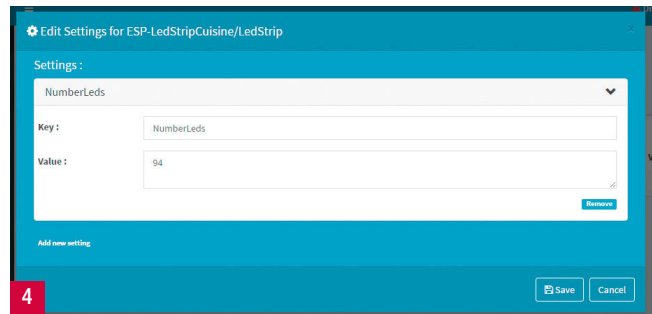 Edit Settings for ESP-LedStripCuisine/LedStrip
×
Settings :
NumberLeds
Key : NumberLeds
Value : 94
Remove
Add new setting
4
Save Cancel